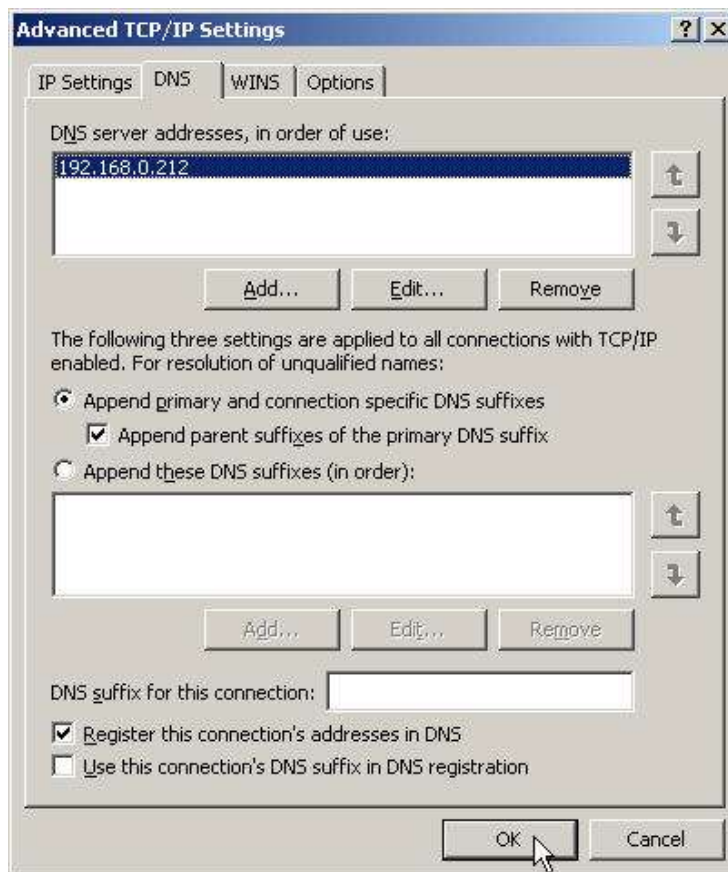 Advanced TCP/IP Settings
IP Settings DNS WINS Options
DNS server addresses, in order of use:
192.168.0.212
Add... Edit... Remove
The following three settings are applied to all connections with TCP/IP
enabled. For resolution of unqualified names:
Append primary and connection specific DNS suffixes
Append parent suffixes of the primary DNS suffix
Append these DNS suffixes (in order):
Add... Edit... Remove
DNS suffix for this connection:
Register this connection's addresses in DNS
Use this connection's DNS suffix in DNS registration
OK Cancel